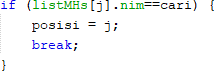 if (listMHs[j].nim==cari) {
    posisi = j;
    break;
}